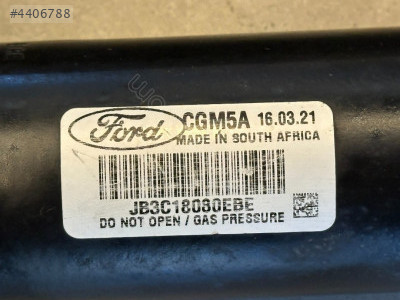 #4406788
Ford CGM5A 16.03.21
MADE IN SOUTH AFRICA
JB3C18080EBE
DO NOT OPEN / GAS PRESSURE